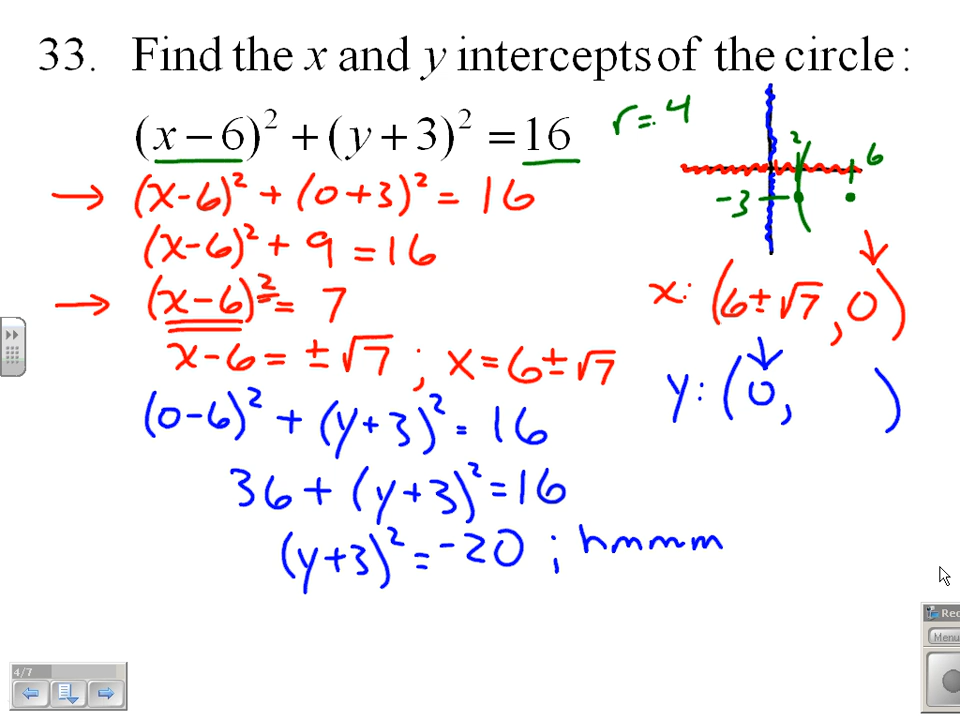 33. Find the x and y intercepts of the circle:
(x − 6)² + (y + 3)² = 16
r = 4
2
6
-3
→ (x-6)² + (0+3)² = 16
(x-6)² + 9 = 16
→ (x-6)² = 7
x-6 = ±√7 ; x = 6±√7
x: (6±√7, 0)
y: (0, )
(0-6)² + (y+3)² = 16
36 + (y+3)² = 16
(y+3)² = -20 ; hmmm
4/7
Rec
Menu